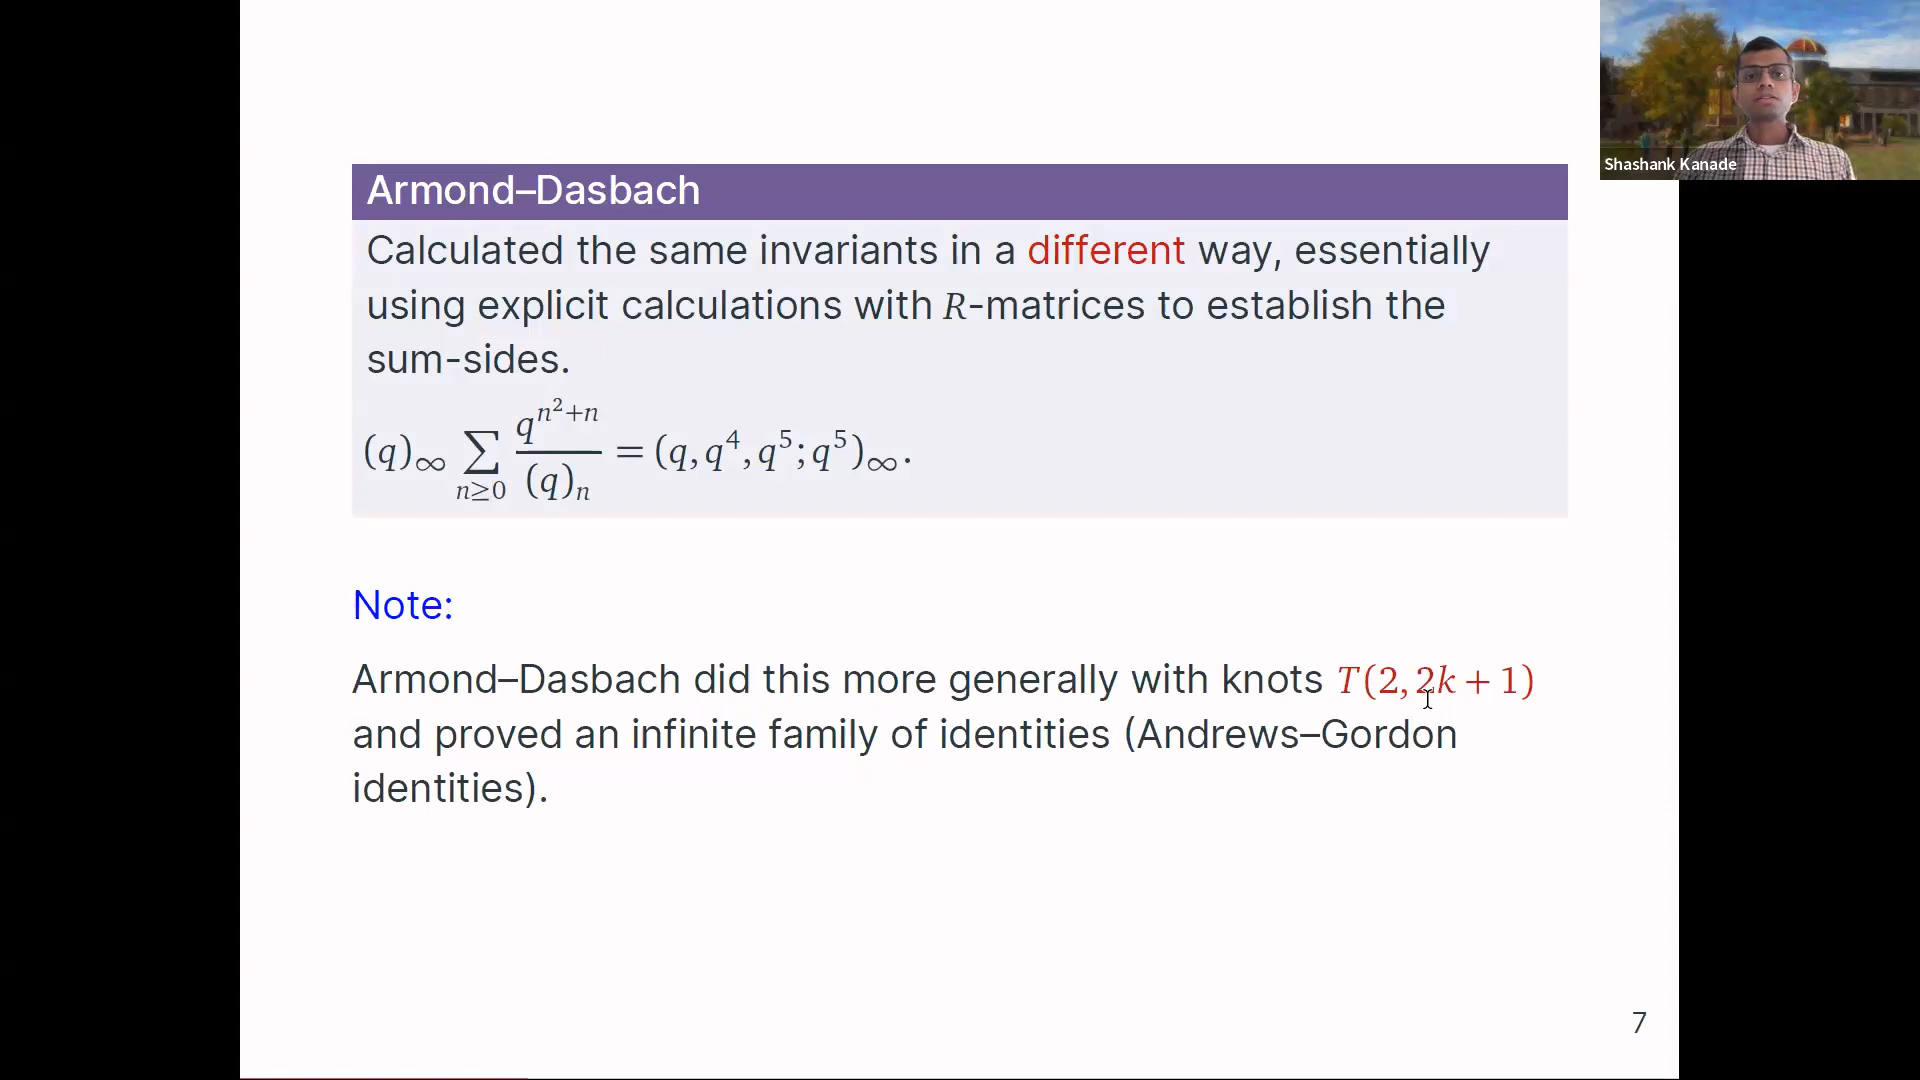 Shashank Kanade
Armond–Dasbach
Calculated the same invariants in a different way, essentially
using explicit calculations with R-matrices to establish the
sum-sides.
(q)_∞ ∑_{n≥0} q^{n²+n}/(q)_n = (q, q⁴, q⁵; q⁵)_∞.
Note:
Armond–Dasbach did this more generally with knots T(2, 2k + 1)
and proved an infinite family of identities (Andrews–Gordon
identities).
7